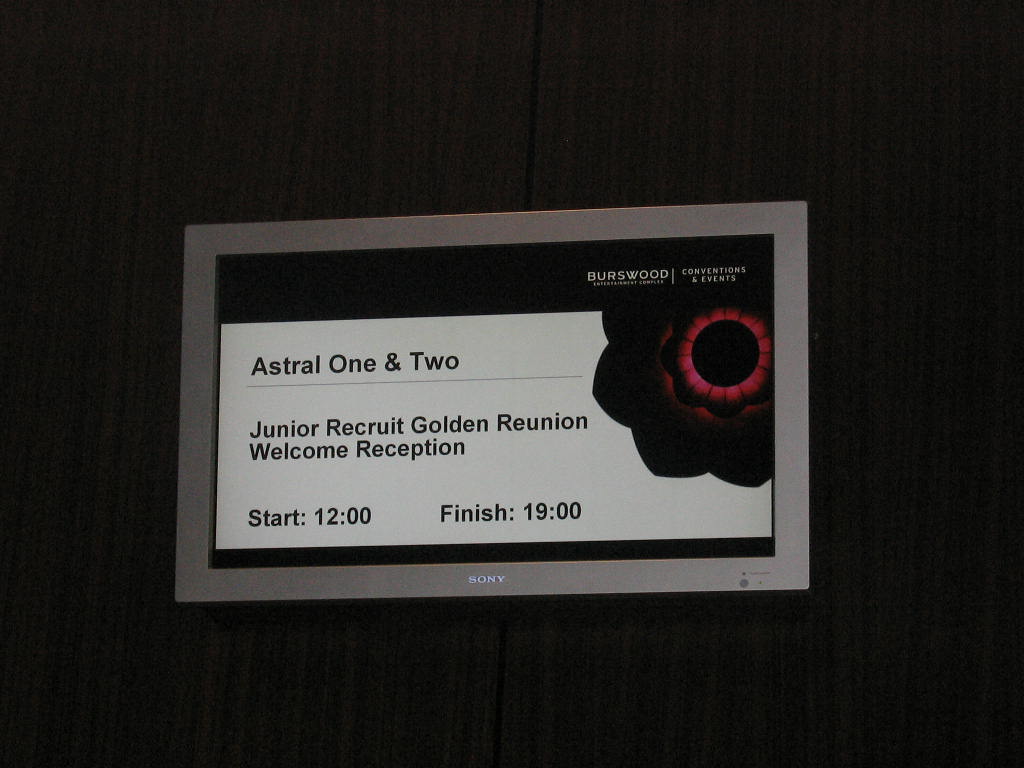 BURSWOOD
ENTERTAINMENT COMPLEX
CONVENTIONS
& EVENTS
Astral One & Two
Junior Recruit Golden Reunion
Welcome Reception
Start: 12:00 Finish: 19:00
SONY